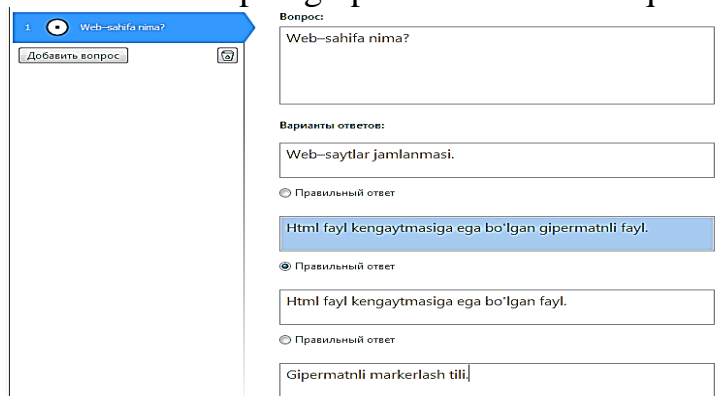 1 Web–sahifa nima?
Добавить вопрос
Вопрос:
Web–sahifa nima?
Варианты ответов:
Web–saytlar jamlanmasi.
Правильный ответ
Html fayl kengaytmasiga ega bo'lgan gipermatnli fayl.
Правильный ответ
Html fayl kengaytmasiga ega bo'lgan fayl.
Правильный ответ
Gipermatnli markerlash tili.